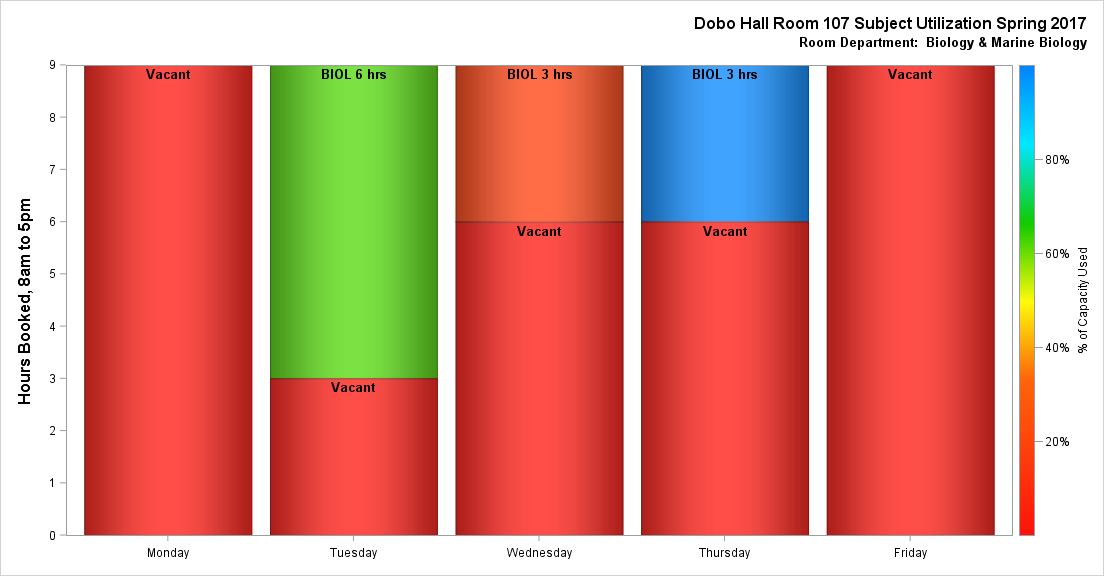 Dobo Hall Room 107 Subject Utilization Spring 2017
Room Department:  Biology & Marine Biology
Hours Booked, 8am to 5pm
9
8
7
6
5
4
3
2
1
0
Vacant
BIOL 6 hrs
Vacant
BIOL 3 hrs
Vacant
BIOL 3 hrs
Vacant
Vacant
Monday
Tuesday
Wednesday
Thursday
Friday
80%
60%
40%
20%
% of Capacity Used